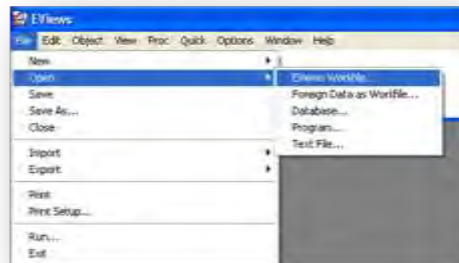 EViews
File Edit Object View Proc Quick Options Window Help
New
Open
Save
Save As...
Close
Import
Export
Print
Print Setup...
Run...
Exit
EViews Workfile...
Foreign Data as Workfile...
Database...
Program...
Text File...